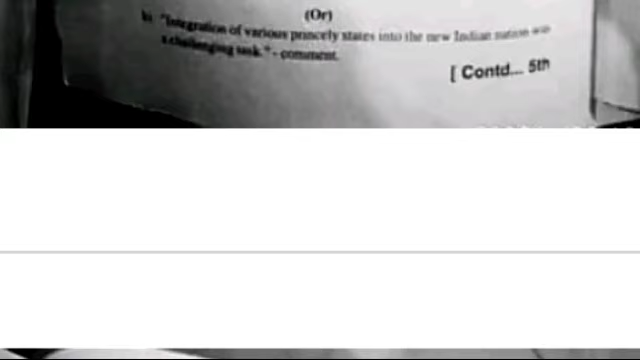 (Or)
b) "Integration of various princely states into the new Indian nation was
a challenging task." - comment.
[ Contd... 5th